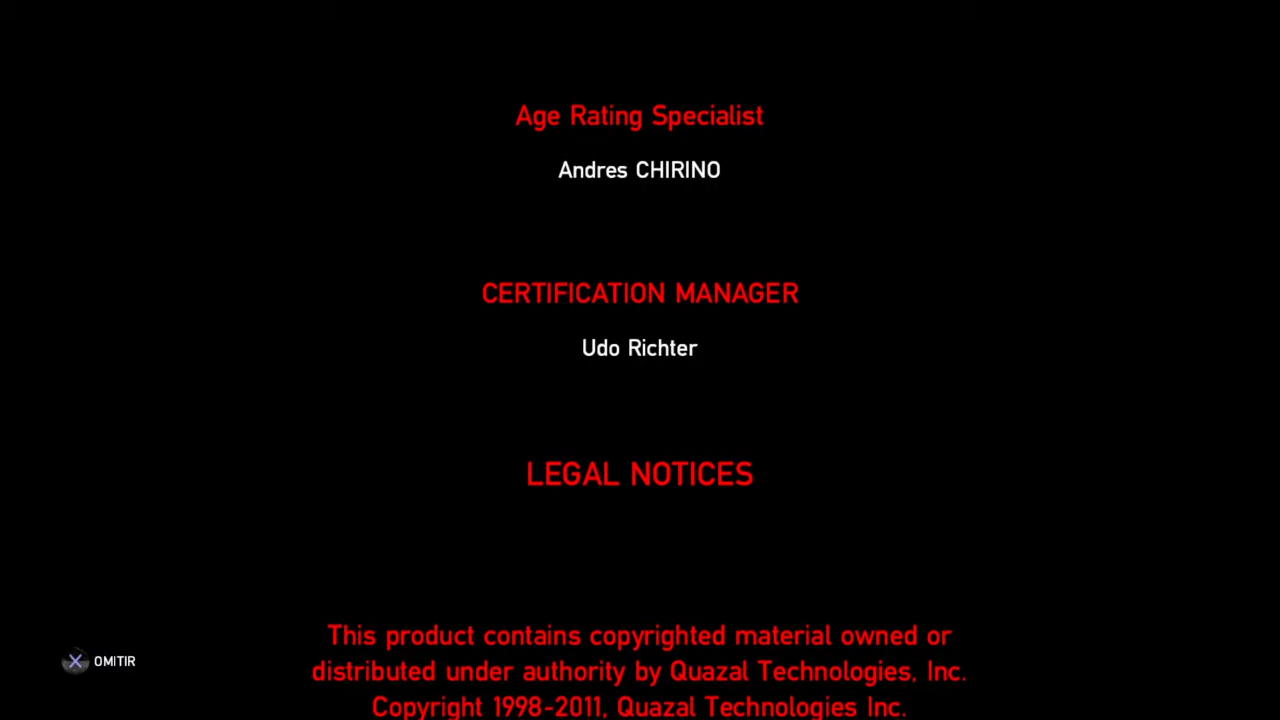 Age Rating Specialist
Andres CHIRINO
CERTIFICATION MANAGER
Udo Richter
LEGAL NOTICES
This product contains copyrighted material owned or
distributed under authority by Quazal Technologies, Inc.
Copyright 1998-2011, Quazal Technologies Inc.
OMITIR